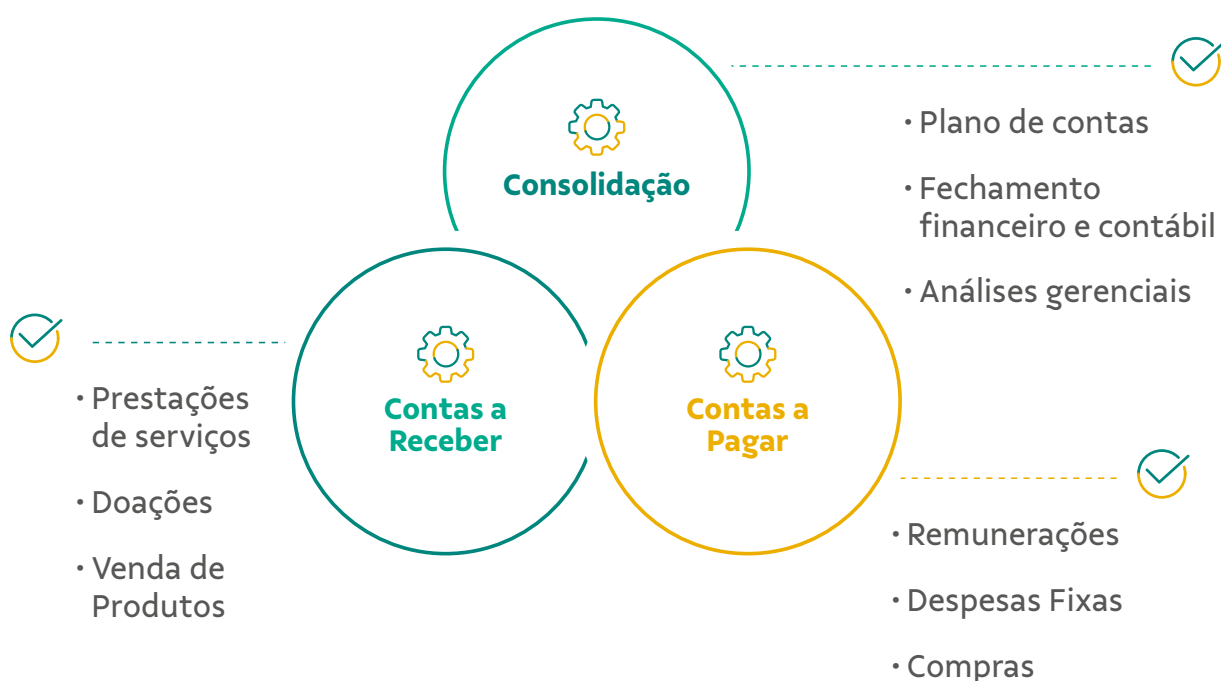 Consolidação
· Plano de contas
· Fechamento
financeiro e contábil
· Análises gerenciais
Contas a
Receber
· Prestações
de serviços
· Doações
· Venda de
Produtos
Contas a
Pagar
· Remunerações
· Despesas Fixas
· Compras